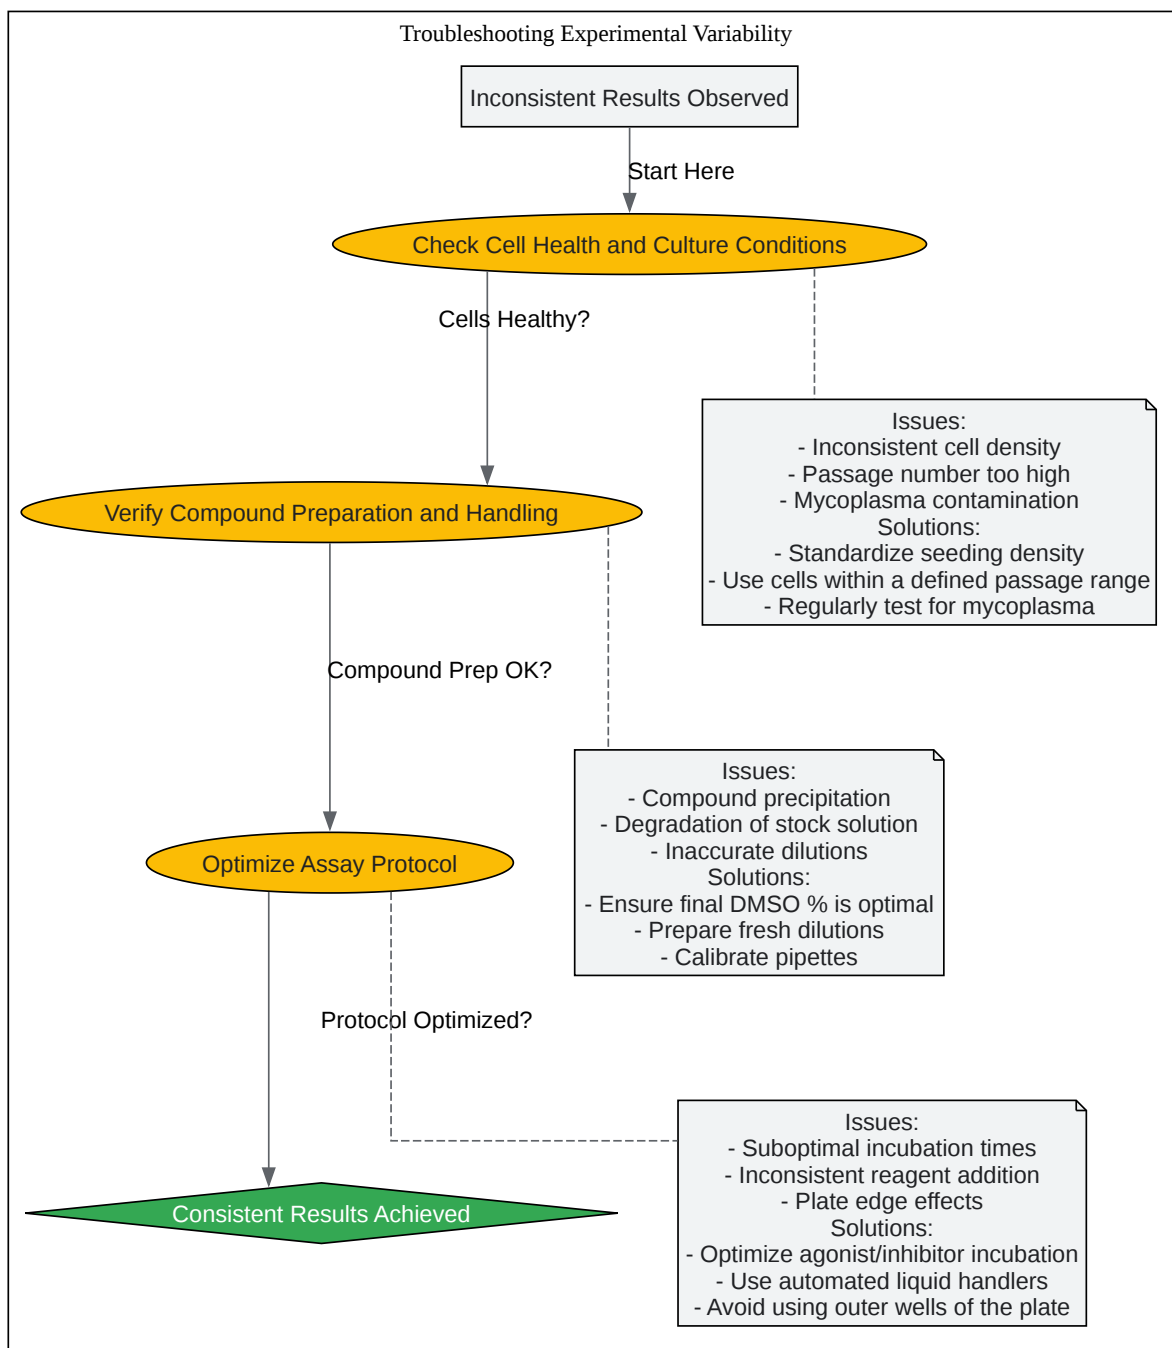 Troubleshooting Experimental Variability
Inconsistent Results Observed
Start Here
Check Cell Health and Culture Conditions
Cells Healthy?
Issues:
- Inconsistent cell density
- Passage number too high
- Mycoplasma contamination
Solutions:
- Standardize seeding density
- Use cells within a defined passage range
- Regularly test for mycoplasma
Verify Compound Preparation and Handling
Compound Prep OK?
Issues:
- Compound precipitation
- Degradation of stock solution
- Inaccurate dilutions
Solutions:
- Ensure final DMSO % is optimal
- Prepare fresh dilutions
- Calibrate pipettes
Optimize Assay Protocol
Protocol Optimized?
Issues:
- Suboptimal incubation times
- Inconsistent reagent addition
- Plate edge effects
Solutions:
- Optimize agonist/inhibitor incubation
- Use automated liquid handlers
- Avoid using outer wells of the plate
Consistent Results Achieved